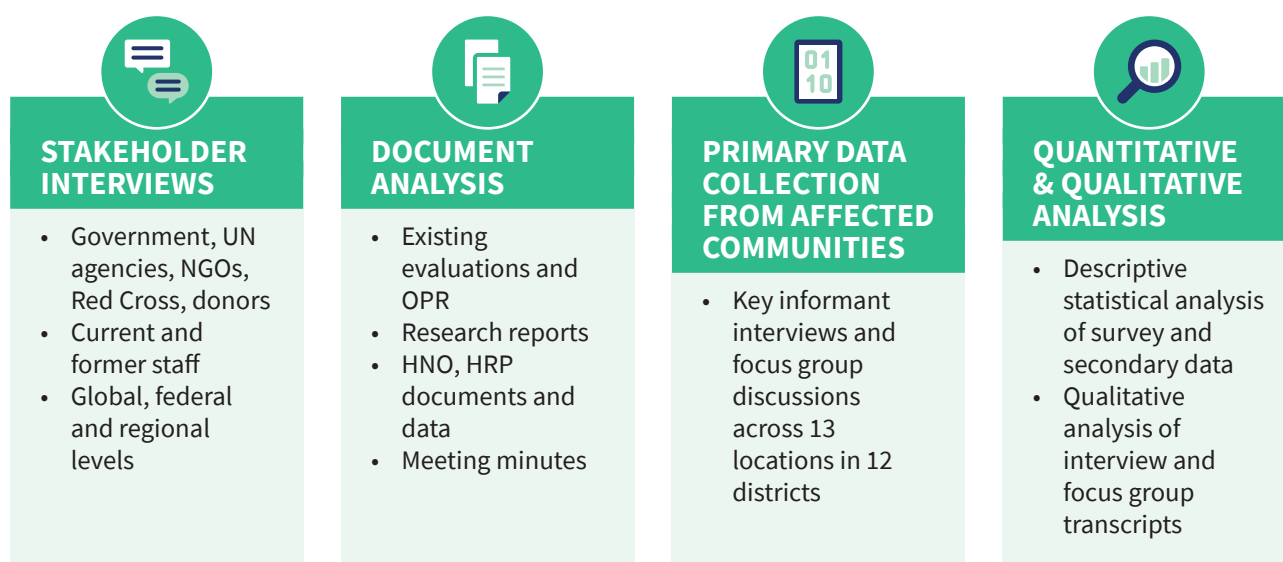 01
10
STAKEHOLDER
INTERVIEWS
• Government, UN
agencies, NGOs,
Red Cross, donors
• Current and
former staff
• Global, federal
and regional
levels
DOCUMENT
ANALYSIS
• Existing
evaluations and
OPR
• Research reports
• HNO, HRP
documents and
data
• Meeting minutes
PRIMARY DATA
COLLECTION
FROM AFFECTED
COMMUNITIES
• Key informant
interviews and
focus group
discussions
across 13
locations in 12
districts
QUANTITATIVE
& QUALITATIVE
ANALYSIS
• Descriptive
statistical analysis
of survey and
secondary data
• Qualitative
analysis of
interview and
focus group
transcripts